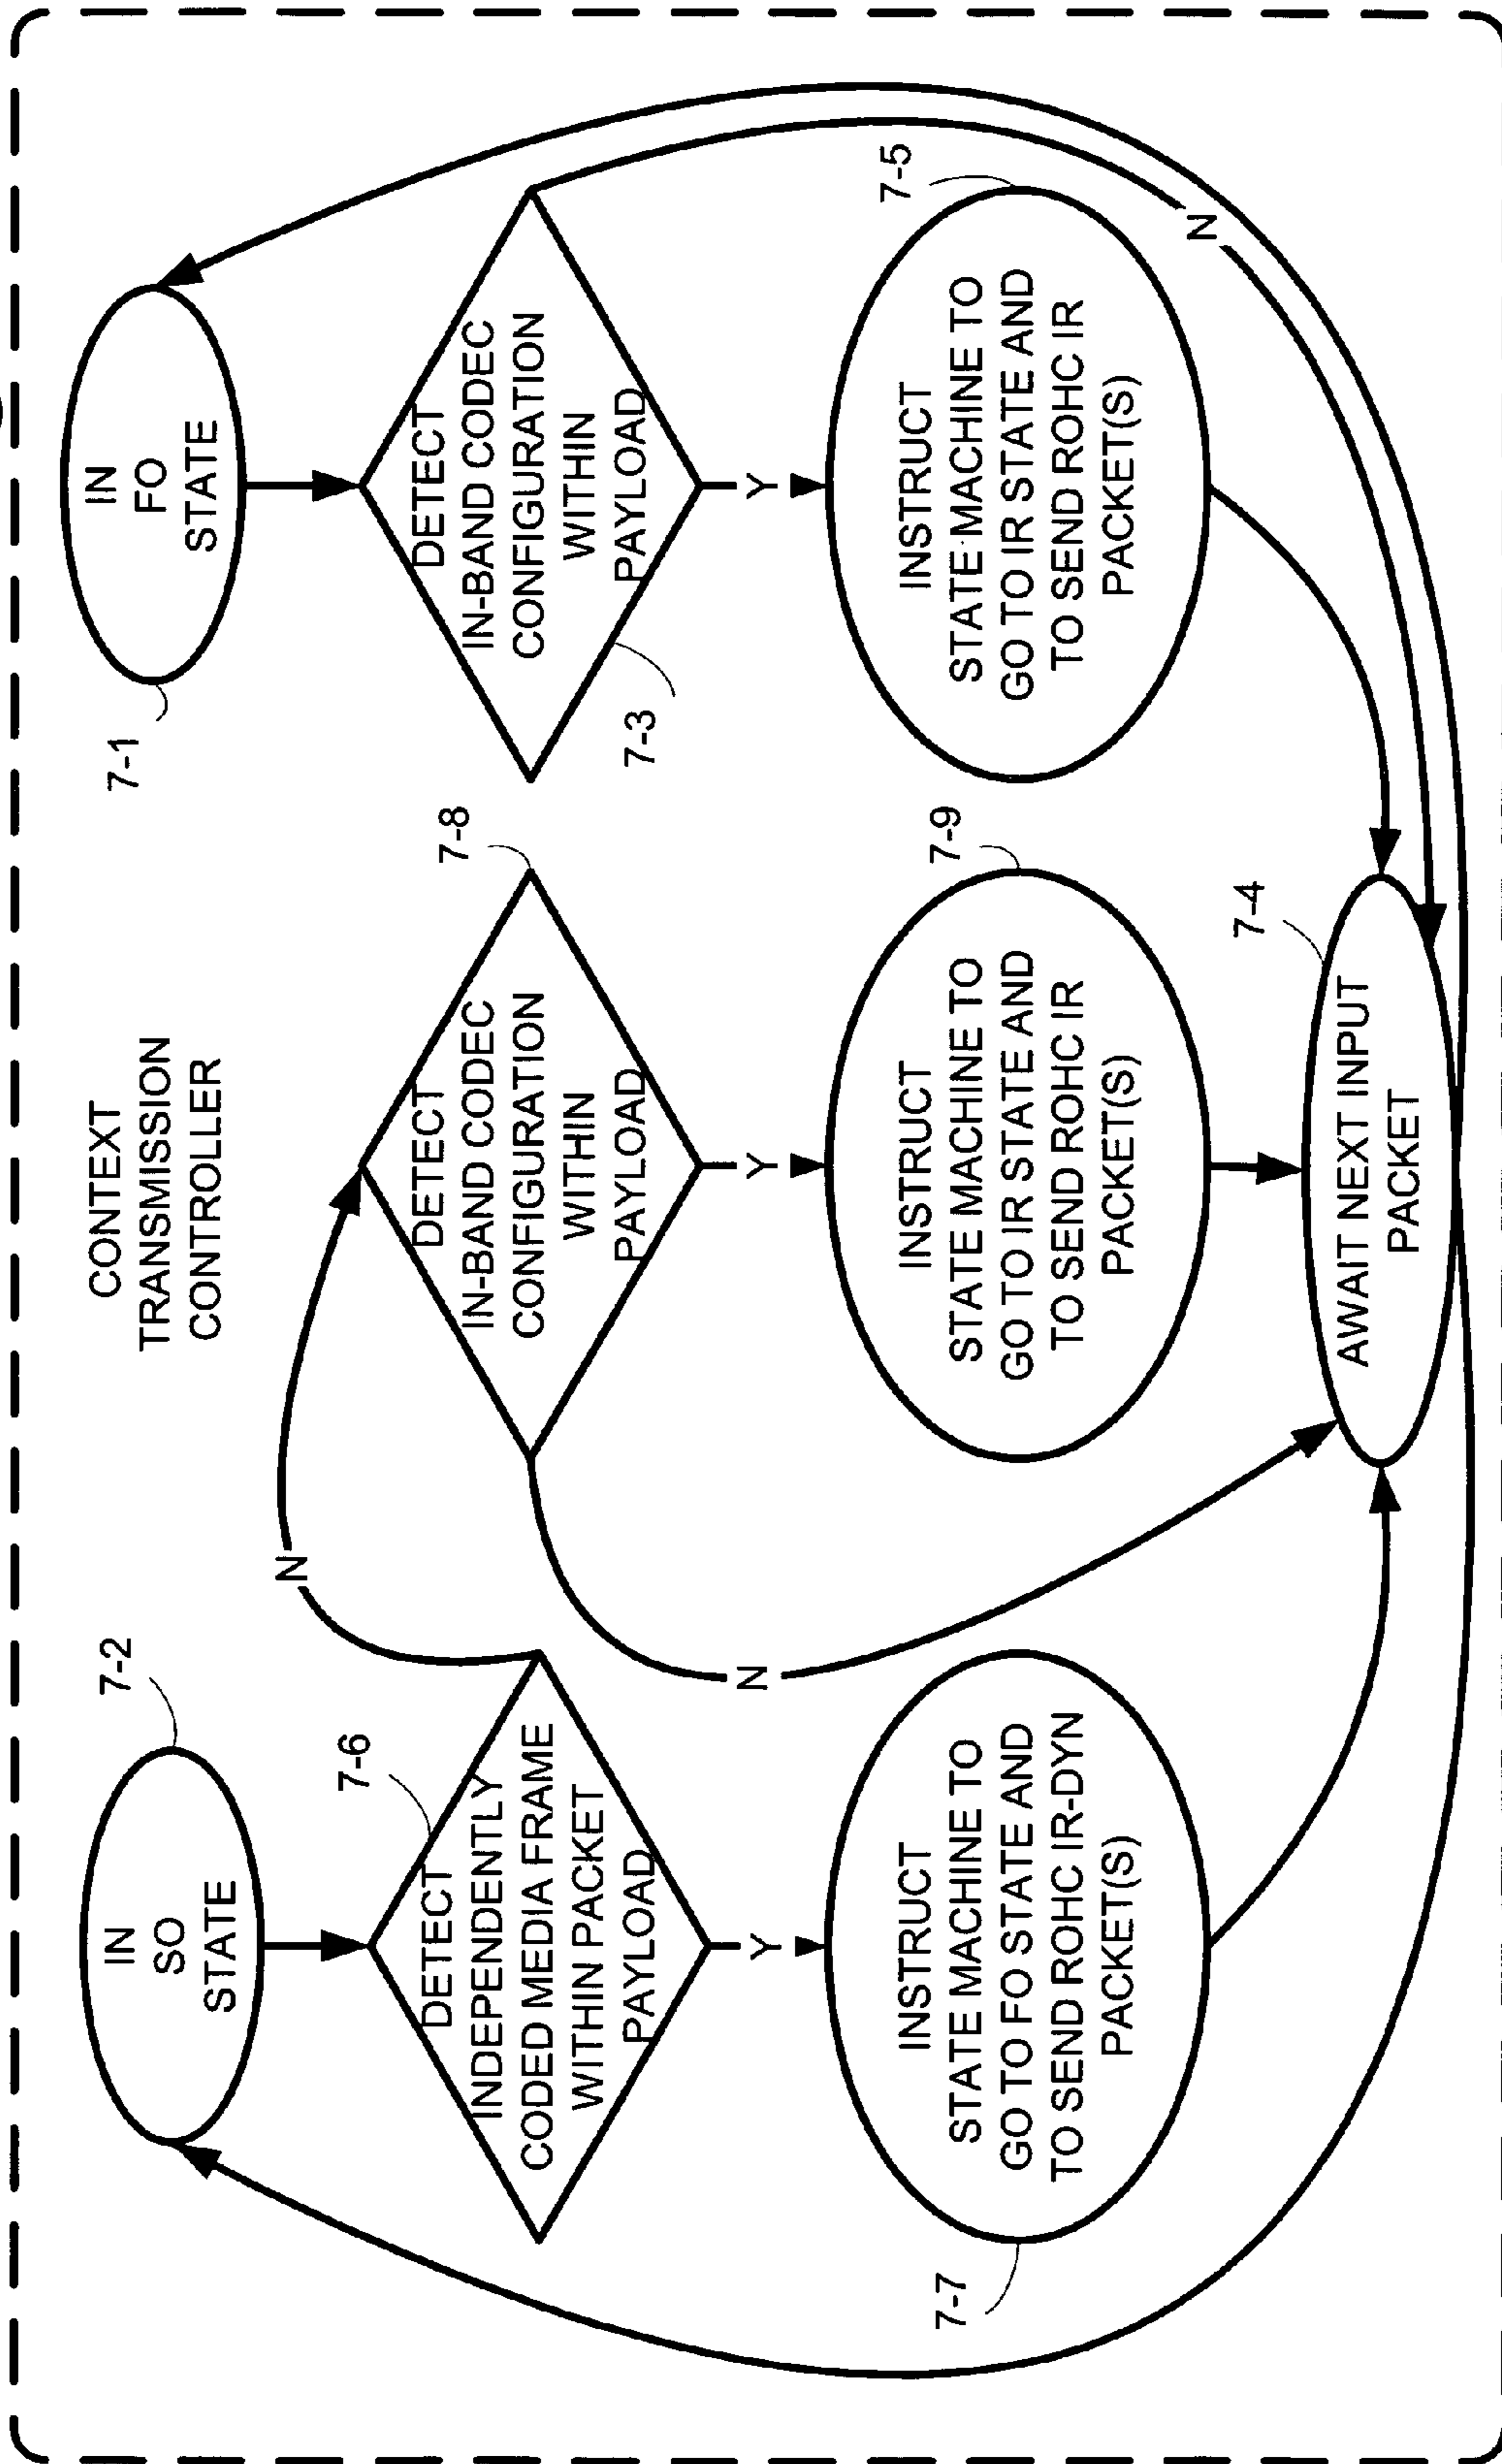 CONTEXT
TRANSMISSION
CONTROLLER
7-2
IN
SO
STATE
7-6
DETECT
INDEPENDENTLY
CODED MEDIA FRAME
WITHIN PACKET
PAYLOAD
N
Y
7-7
INSTRUCT
STATE MACHINE TO
GO TO FO STATE AND
TO SEND ROHC IR-DYN
PACKET(S)
7-8
DETECT
IN-BAND CODEC
CONFIGURATION
WITHIN
PAYLOAD
N
Y
7-9
INSTRUCT
STATE MACHINE TO
GO TO IR STATE AND
TO SEND ROHC IR
PACKET(S)
7-4
AWAIT NEXT INPUT
PACKET
7-1
IN
FO
STATE
7-3
DETECT
IN-BAND CODEC
CONFIGURATION
WITHIN
PAYLOAD
N
Y
7-5
INSTRUCT
STATE MACHINE TO
GO TO IR STATE AND
TO SEND ROHC IR
PACKET(S)